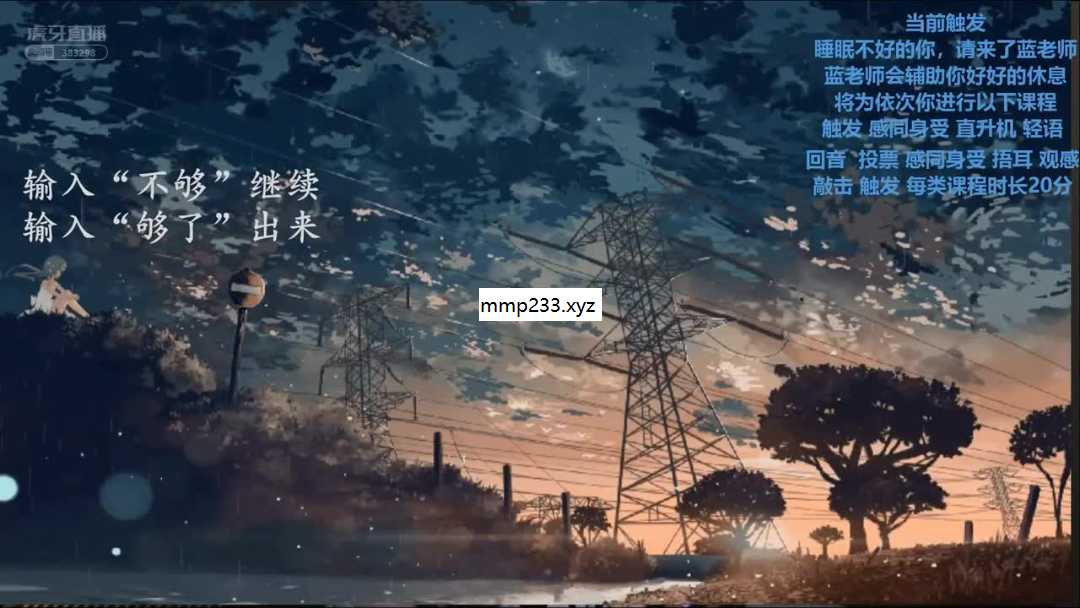 虎牙直播
383298
当前触发
睡眠不好的你，请来了蓝老师
蓝老师会辅助你好好的休息
将为依次你进行以下课程
触发 感同身受 直升机 轻语
回音 投票 感同身受 捂耳 观感
敲击 触发 每类课程时长20分
输入“不够”继续
输入“够了”出来
mmp233.xyz